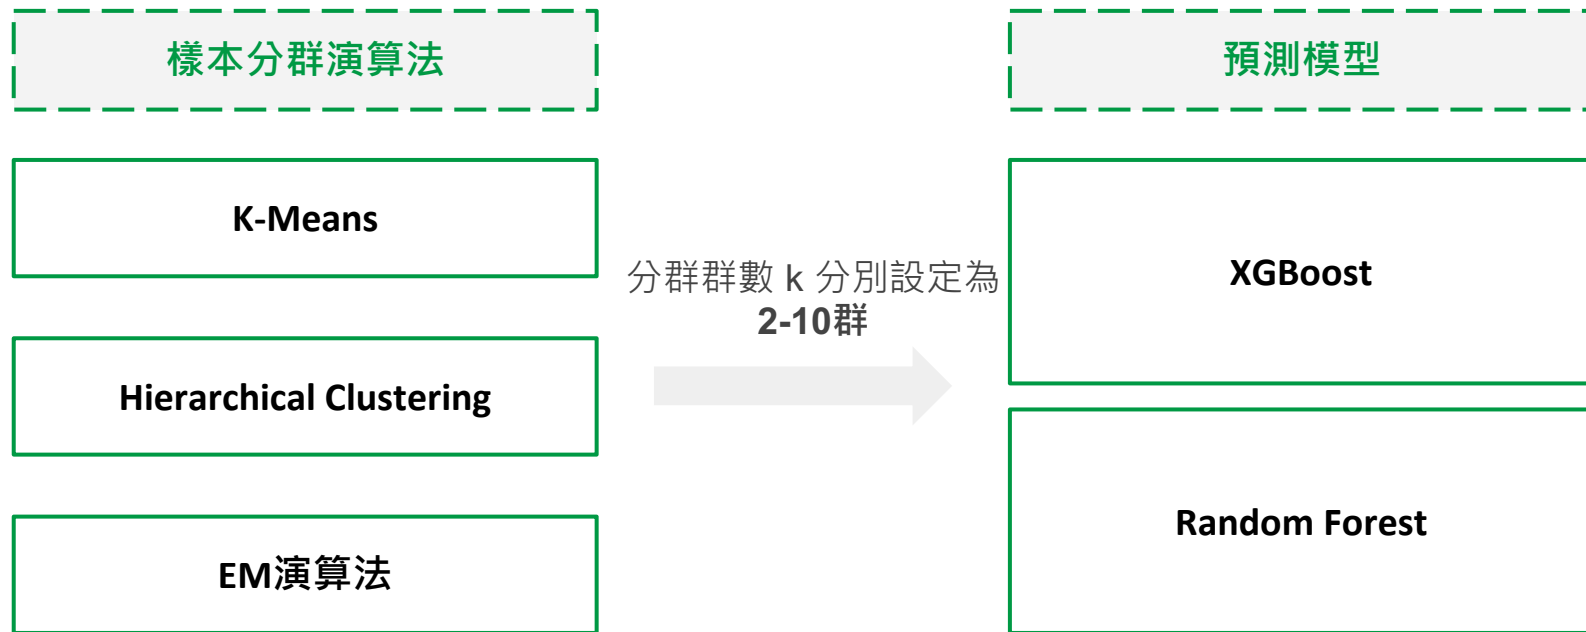 樣本分群演算法
預測模型
K-Means
Hierarchical Clustering
EM演算法
分群群數 k 分別設定為
2-10群
XGBoost
Random Forest